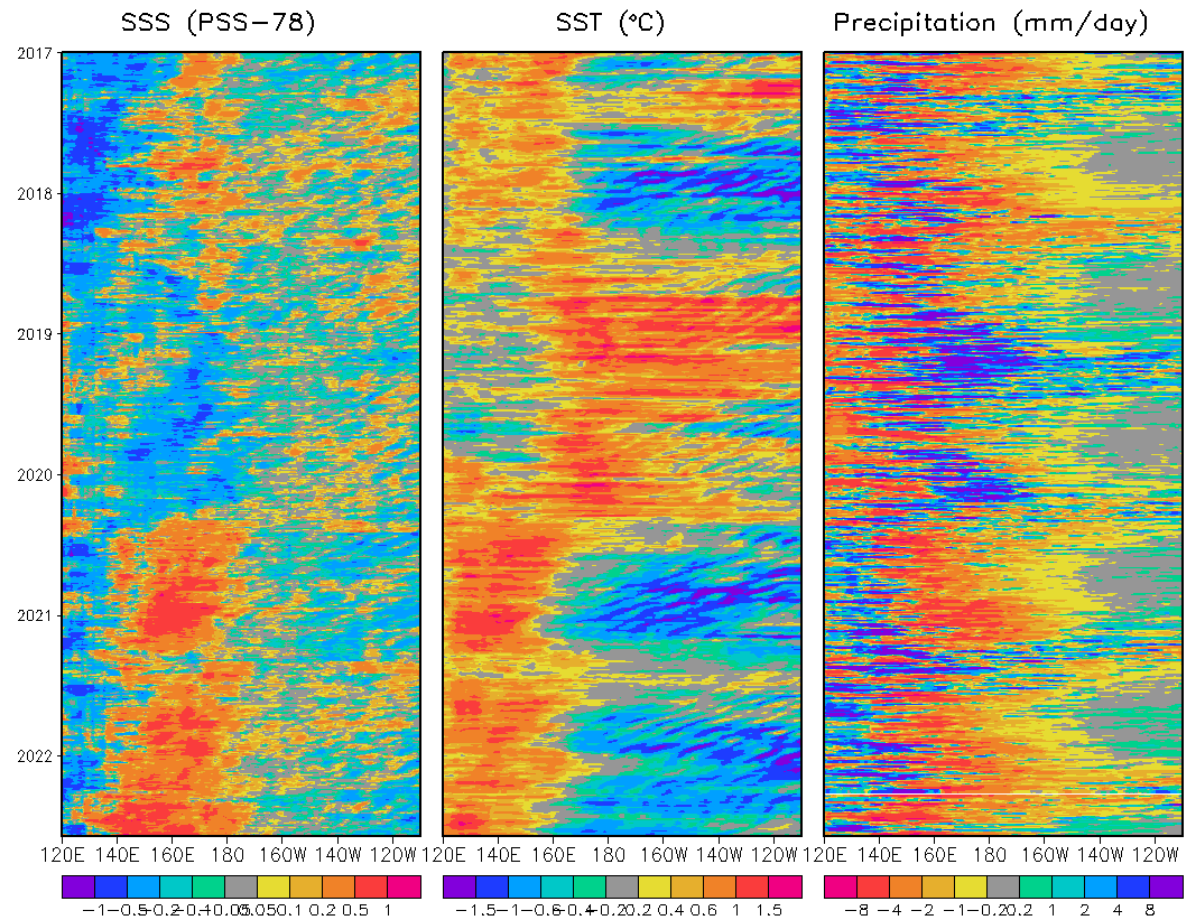 SSS (PSS-78) SST (°C) Precipitation (mm/day)
2017
2018
2019
2020
2021
2022
120E 140E 160E 180 160W 140W 120W 120E 140E 160E 180 160W 140W 120W 120E 140E 160E 180 160W 140W 120W
-1 -0.5 -0.2 -0.1 -0.05 0.05 0.1 0.2 0.5 1 -1.5 -1 -0.6 -0.4 -0.2 0.2 0.4 0.6 1 1.5 -8 -4 -2 -1 -0.2 0.2 1 2 4 8